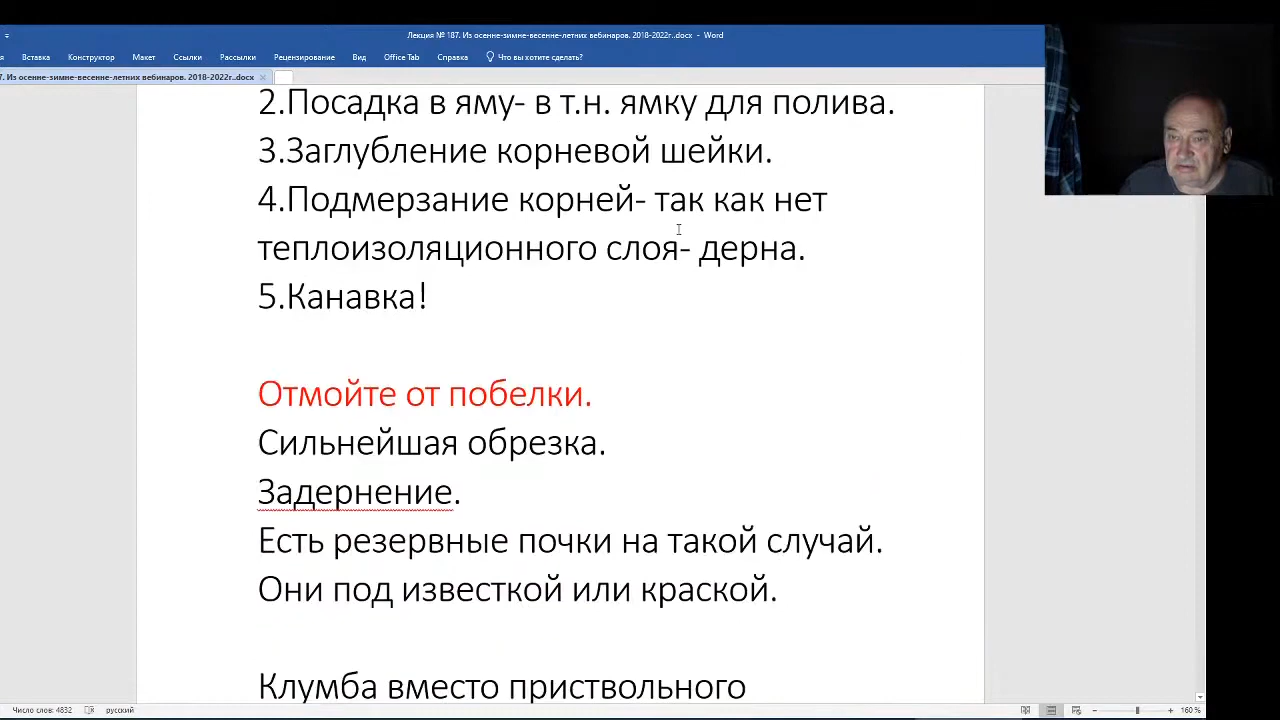 Лекция № 187. Из осенне-зимне-весенне-летних вебинаров. 2018-2022г..docx - Word
я Вставка Конструктор Макет Ссылки Рассылки Рецензирование Вид Office Tab Справка Что вы хотите сделать?
7. Из осенне-зимне-весенне-летних вебинаров. 2018-2022г..docx
2.Посадка в яму- в т.н. ямку для полива.
3.Заглубление корневой шейки.
4.Подмерзание корней- так как нет
теплоизоляционного слоя- дерна.
5.Канавка!
Отмойте от побелки.
Сильнейшая обрезка.
Задернение.
Есть резервные почки на такой случай.
Они под известкой или краской.
Клумба вместо приствольного
Число слов: 4832 русский 160 %